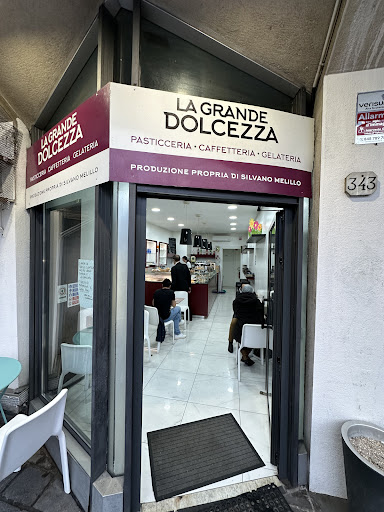 LA GRANDE
DOLCEZZA
PASTICCERIA CAFFETTERIA GELATERIA
PRODUZIONE PROPRIA DI SILVANO MELILLO
LA GRANDE
DOLCEZZA
PASTICCERIA · CAFFETTERIA · GELATERIA
PRODUZIONE PROPRIA DI SILVANO MELILLO
verisure
Allarme
343